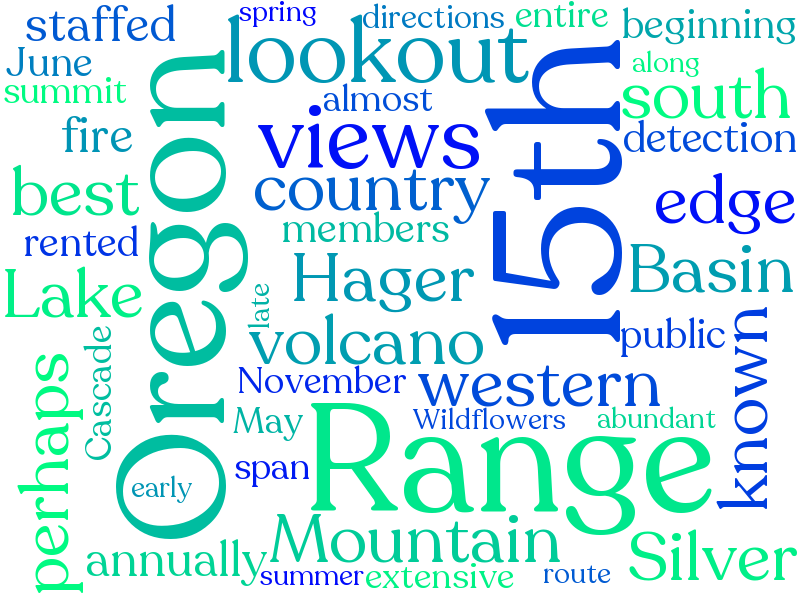 spring
directions
entire
staffed
beginning
lookout
June
along
summit
almost
south
fire
views
detection
Oregon
15th
best
country
edge
rented
members
Basin
Hager
Lake
late
volcano
public
Cascade
known
November
western
perhaps
May
Wildflowers
abundant
Range
span
early
Mountain
Silver
annually
summer
extensive
route